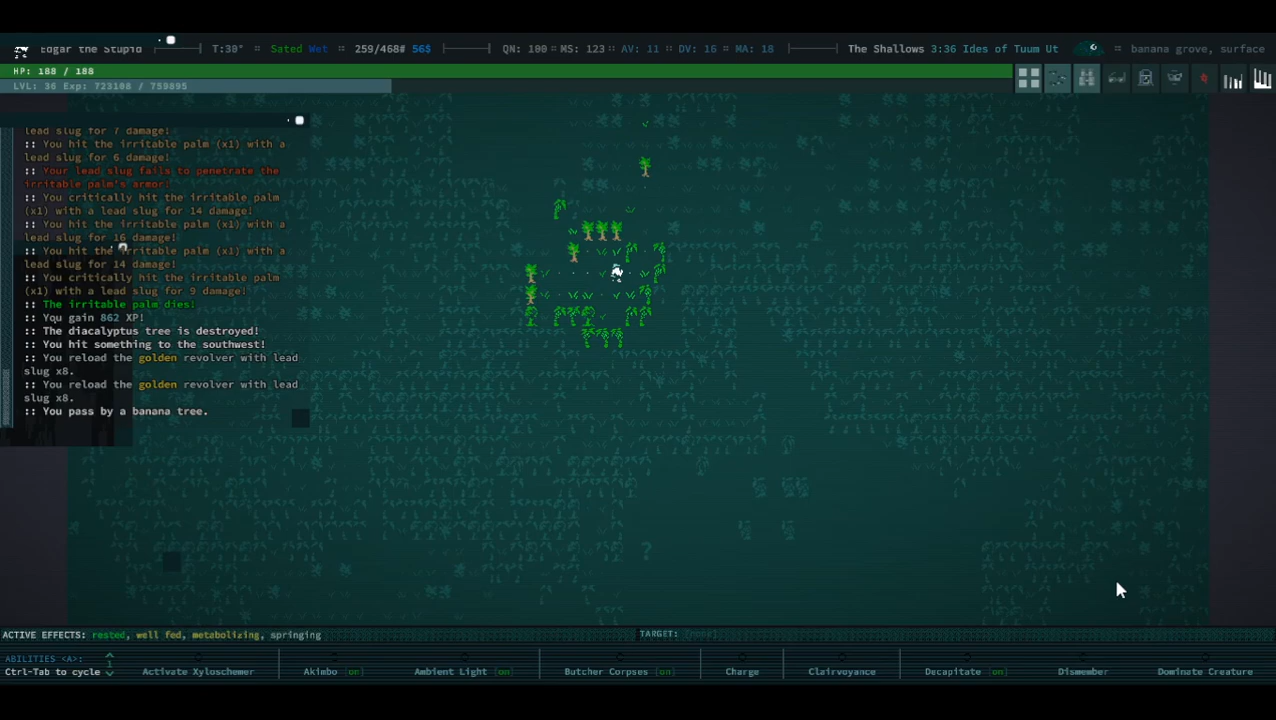 Edgar the Stupid T:30° :: Sated Wet :: 259/468# 56$ QN: 100 :: MS: 123 :: AV: 11 :: DV: 16 :: MA: 18 The Shallows 3:36 Ides of Tuum Ut :: banana grove, surface
HP: 188 / 188
LVL: 36 Exp: 723108 / 759895
lead slug for 7 damage!
:: You hit the irritable palm (x1) with a
lead slug for 6 damage!
:: Your lead slug fails to penetrate the
irritable palm's armor!
:: You critically hit the irritable palm
(x1) with a lead slug for 14 damage!
:: You hit the irritable palm (x1) with a
lead slug for 16 damage!
:: You hit the irritable palm (x1) with a
lead slug for 14 damage!
:: You critically hit the irritable palm
(x1) with a lead slug for 9 damage!
:: The irritable palm dies!
:: You gain 862 XP!
:: The diacalyptus tree is destroyed!
:: You hit something to the southwest!
:: You reload the golden revolver with lead
slug x8.
:: You reload the golden revolver with lead
slug x8.
:: You pass by a banana tree.
ACTIVE EFFECTS: rested, well fed, metabolizing, springing TARGET: [none]
ABILITIES <A>: 1
Ctrl-Tab to cycle Activate Xyloschemer Akimbo [on] Ambient Light [on] Butcher Corpses [on] Charge Clairvoyance Decapitate [on] Dismember Dominate Creature